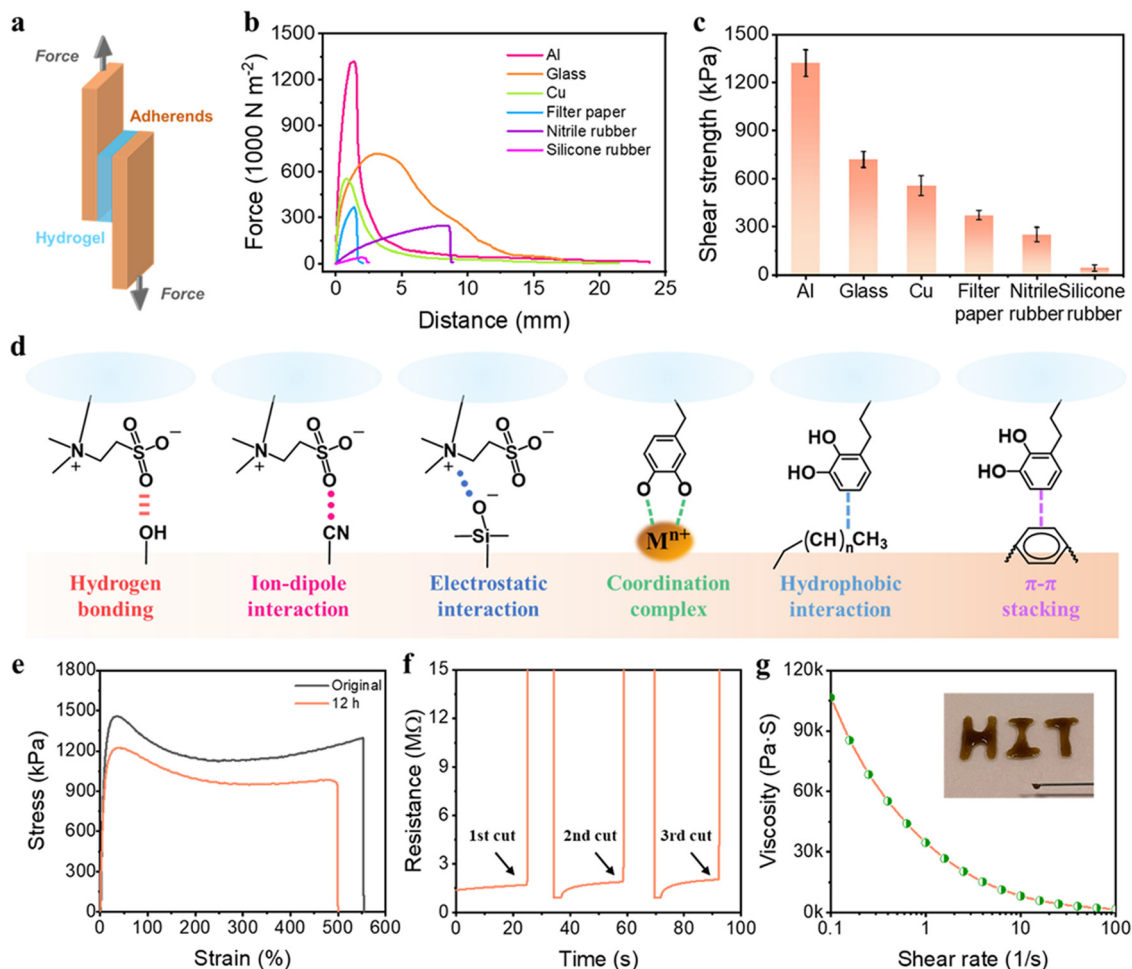 a
Force
Adherends
Hydrogel
Force
b
1500
1200
900
600
300
0
Force (1000 N m⁻²)
0 5 10 15 20 25
Distance (mm)
Al
Glass
Cu
Filter paper
Nitrile rubber
Silicone rubber
c
1500
1200
900
600
300
0
Shear strength (kPa)
Al Glass Cu Filter paper Nitrile rubber Silicone rubber
d
N + S O O O −
OH
Hydrogen
bonding
N + S O O O −
CN
Ion-dipole
interaction
N + S O O O −
O −
Si
Electrostatic
interaction
O O
Mⁿ⁺
Coordination
complex
HO
HO
(CH)ₙCH₃
Hydrophobic
interaction
HO
HO
π-π
stacking
e
1800
1500
1200
900
600
300
0
Stress (kPa)
0 100 200 300 400 500 600
Strain (%)
Original
12 h
f
15
12
9
6
3
0
Resistance (MΩ)
1st cut
2nd cut
3rd cut
0 20 40 60 80 100
Time (s)
g
120k
90k
60k
30k
0k
Viscosity (Pa·S)
HIT
0.1 1 10 100
Shear rate (1/s)